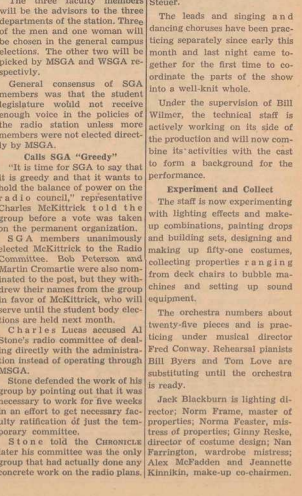 The three faculty members
will be the advisors to the three
departments of the station. Three
of the men and one woman will
be chosen in the general campus
elections. The other two will be
picked by MSGA and WSGA re-
spectivly.
General consensus of SGA
members was that the student
legislature would not receive
enough voice in the policies of
the radio station unless more
members were not elected direct-
ly by MSGA.
Calls SGA "Greedy"
"It is time for SGA to say that
it is greedy and that it wants to
hold the balance of power on the
radio council," representative
Charles McKittrick told the
group before a vote was taken
on the permanent organization.
SGA members unanimously
elected McKittrick to the Radio
Committee. Bob Peterson and
Martin Cromartie were also nom-
inated to the post, but they with-
drew their names from the group
in favor of McKittrick, who will
serve until the student body elec-
tions are held next month.
Charles Lucas accused Al
Stone's radio committee of deal-
ing directly with the administra-
tion instead of operating through
MSGA.
Stone defended the work of his
group by pointing out that it was
necessary to work for five weeks
in an effort to get necessary fac-
ulty ratification of just the tem-
porary committee.
Stone told the CHRONICLE
later his committee was the only
group that had actually done any
concrete work on the radio plans.
Steuer.
The leads and singing and
dancing choruses have been prac-
ticing separately since early this
month and last night came to-
gether for the first time to co-
ordinate the parts of the show
into a well-knit whole.
Under the supervision of Bill
Wilmer, the technical staff is
actively working on its side of
the production and will now com-
bine its activities with the cast
to form a background for the
performance.
Experiment and Collect
The staff is now experimenting
with lighting effects and make-
up combinations, painting drops
and building sets, designing and
making up fifty-one costumes,
collecting properties ranging
from deck chairs to bubble ma-
chines and setting up sound
equipment.
The orchestra numbers about
twenty-five pieces and is prac-
ticing under musical director
Fred Conway. Rehearsal pianists
Bill Byers and Tom Love are
substituting until the orchestra
is ready.
Jack Blackburn is lighting di-
rector; Norm Frame, master of
properties; Norma Feaster, mis-
tress of properties; Ginny Reske,
director of costume design; Nan
Farrington, wardrobe mistress;
Alex McFadden and Jeannette
Kinnikin, make-up co-chairmen.